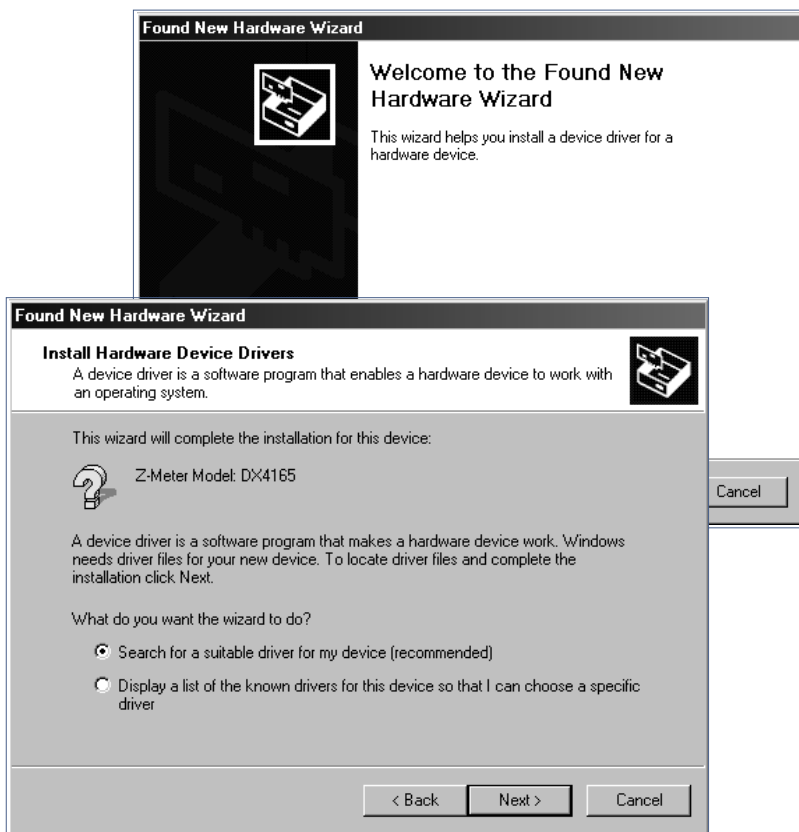 Found New Hardware Wizard
Welcome to the Found New
Hardware Wizard
This wizard helps you install a device driver for a
hardware device.
Cancel
Found New Hardware Wizard
Install Hardware Device Drivers
A device driver is a software program that enables a hardware device to work with
an operating system.
This wizard will complete the installation for this device:
Z-Meter Model: DX4165
A device driver is a software program that makes a hardware device work. Windows
needs driver files for your new device. To locate driver files and complete the
installation click Next.
What do you want the wizard to do?
Search for a suitable driver for my device (recommended)
Display a list of the known drivers for this device so that I can choose a specific
driver
< Back Next > Cancel